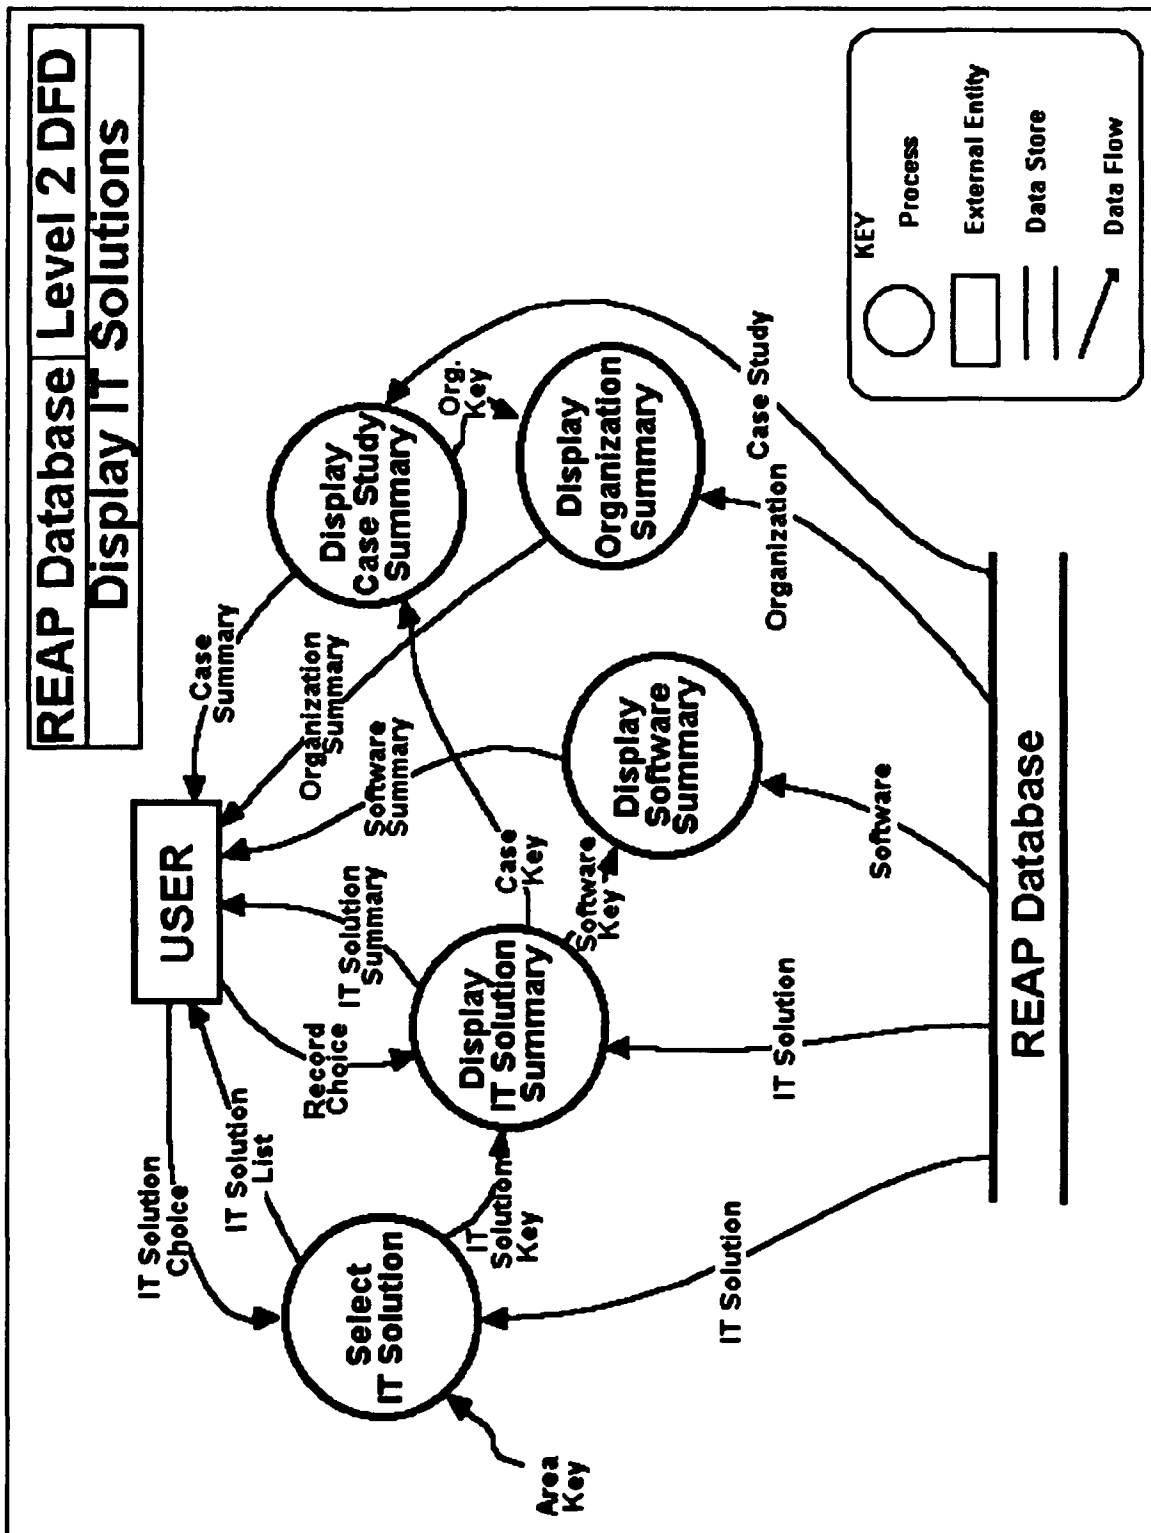 REAP Database
Level 2 DFD
Display IT Solutions
USER
IT Solution
Choice
IT Solution
List
Record
Choice
IT Solution
Summary
Software
Summary
Organization
Summary
Case
Summary
Select
IT Solution
Area
Key
IT
Solution
Key
Display
IT Solution
Summary
Case
Key
Software
Key
Display
Software
Summary
Display
Case Study
Summary
Org.
Key
Display
Organization
Summary
IT Solution
IT Solution
Software
Organization
Case Study
REAP Database
KEY
Process
External Entity
Data Store
Data Flow